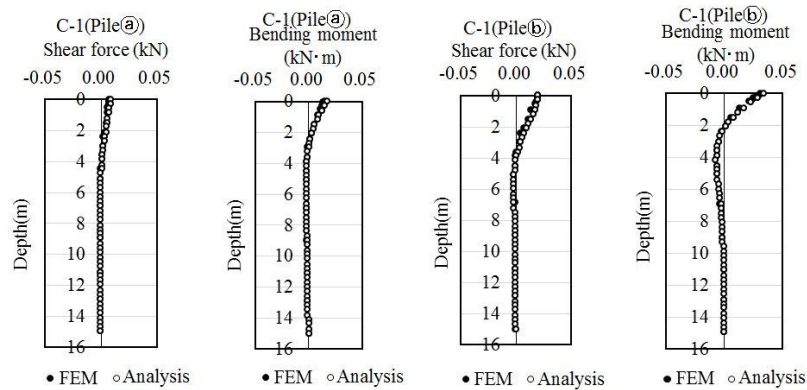 C-1(Pileⓐ)
Shear force (kN)
-0.05 0.00 0.05
0
2
4
6
8
10
12
14
16
Depth(m)
● FEM ○Analysis
C-1(Pileⓐ)
Bending moment
(kN･m)
-0.05 0.00 0.05
0
2
4
6
8
10
12
14
16
Depth(m)
● FEM ○Analysis
C-1(Pileⓑ)
Shear force (kN)
-0.05 0.00 0.05
0
2
4
6
8
10
12
14
16
Depth(m)
● FEM ○Analysis
C-1(Pileⓑ)
Bending moment
(kN･m)
-0.05 0.00 0.05
0
2
4
6
8
10
12
14
16
Depth(m)
● FEM ○Analysis